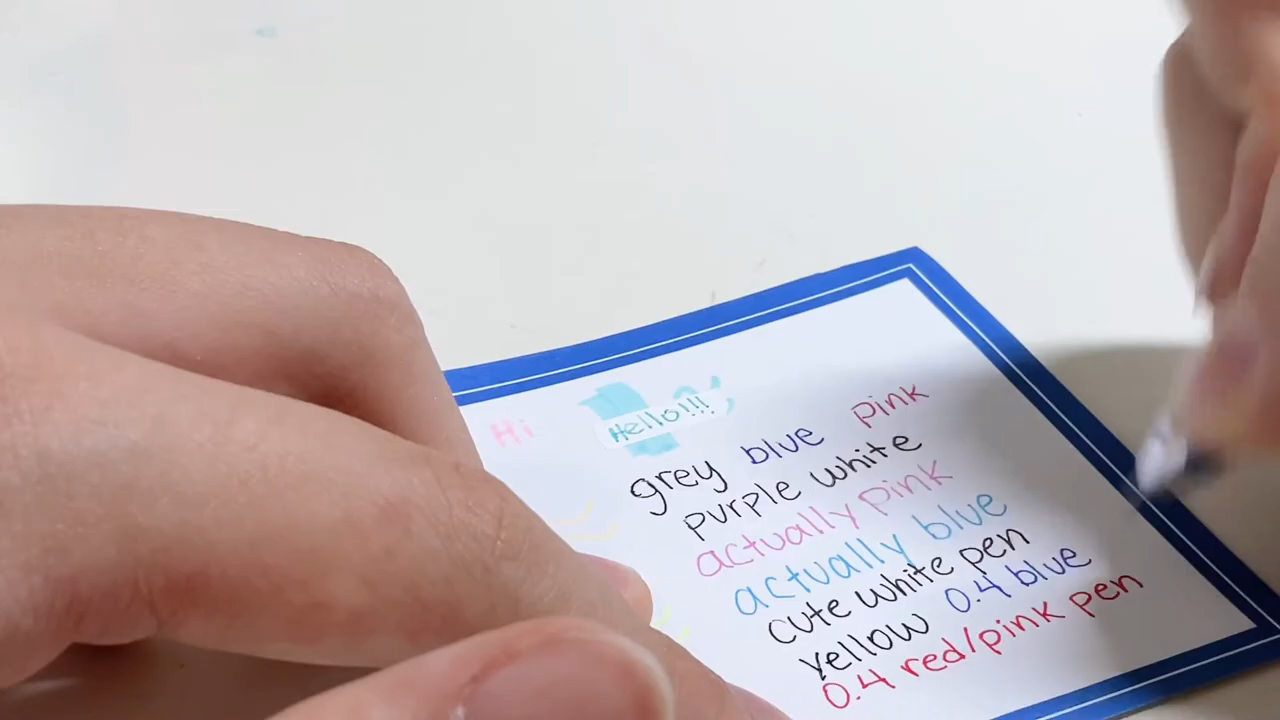 Hi
Hello!!!
grey blue pink
purple white
actually pink
actually blue
cute white pen
yellow 0.4 blue
0.4 red/pink pen